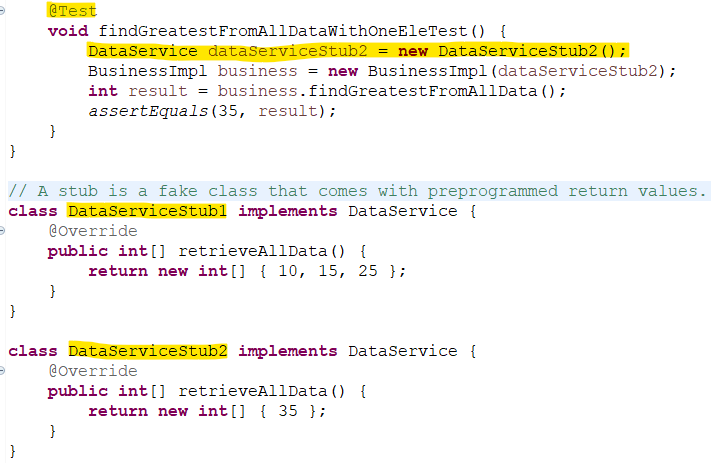 @Test
void findGreatestFromAllDataWithOneEleTest() {
DataService dataServiceStub2 = new DataServiceStub2();
BusinessImpl business = new BusinessImpl(dataServiceStub2);
int result = business.findGreatestFromAllData();
assertEquals(35, result);
}
}
// A stub is a fake class that comes with preprogrammed return values.
class DataServiceStub1 implements DataService {
@Override
public int[] retrieveAllData() {
return new int[] { 10, 15, 25 };
}
}
class DataServiceStub2 implements DataService {
@Override
public int[] retrieveAllData() {
return new int[] { 35 };
}
}